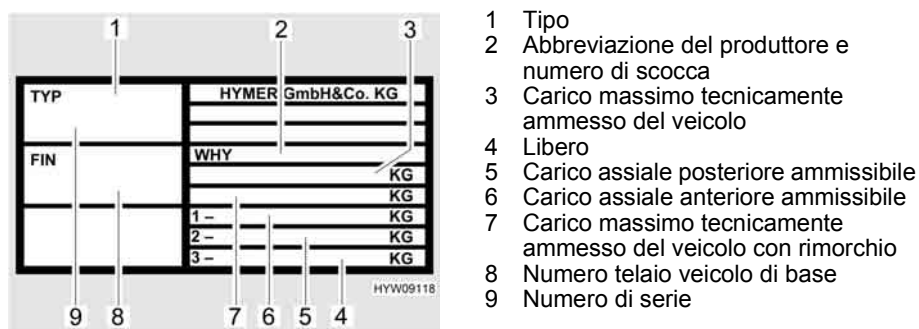 1 2 3
TYP
HYMER GmbH&Co. KG
FIN
WHY
KG
KG
1 – KG
2 – KG
3 – KG
HYW09118
9 8 7 6 5 4
1 Tipo
2 Abbreviazione del produttore e
numero di scocca
3 Carico massimo tecnicamente
ammesso del veicolo
4 Libero
5 Carico assiale posteriore ammissibile
6 Carico assiale anteriore ammissibile
7 Carico massimo tecnicamente
ammesso del veicolo con rimorchio
8 Numero telaio veicolo di base
9 Numero di serie